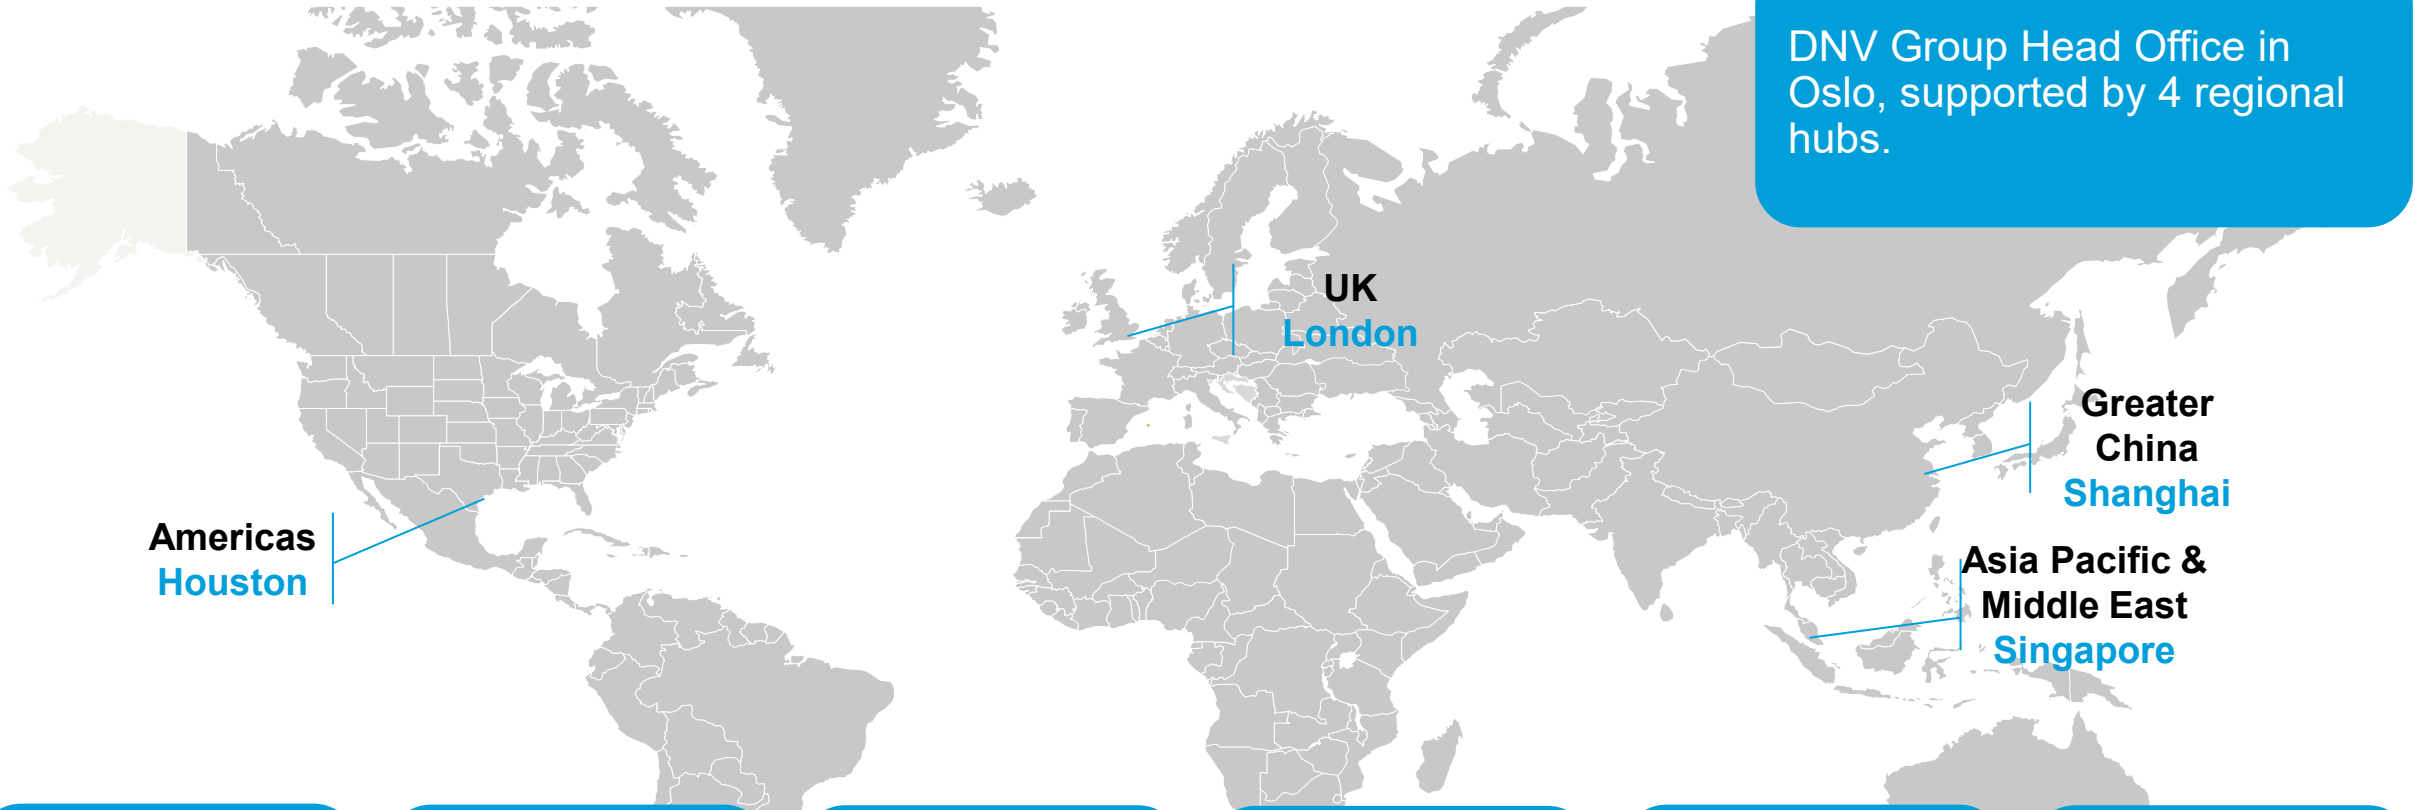 DNV Group Head Office in
Oslo, supported by 4 regional
hubs.
UK
London
Greater
China
Shanghai
Americas
Houston
Asia Pacific &
Middle East
Singapore